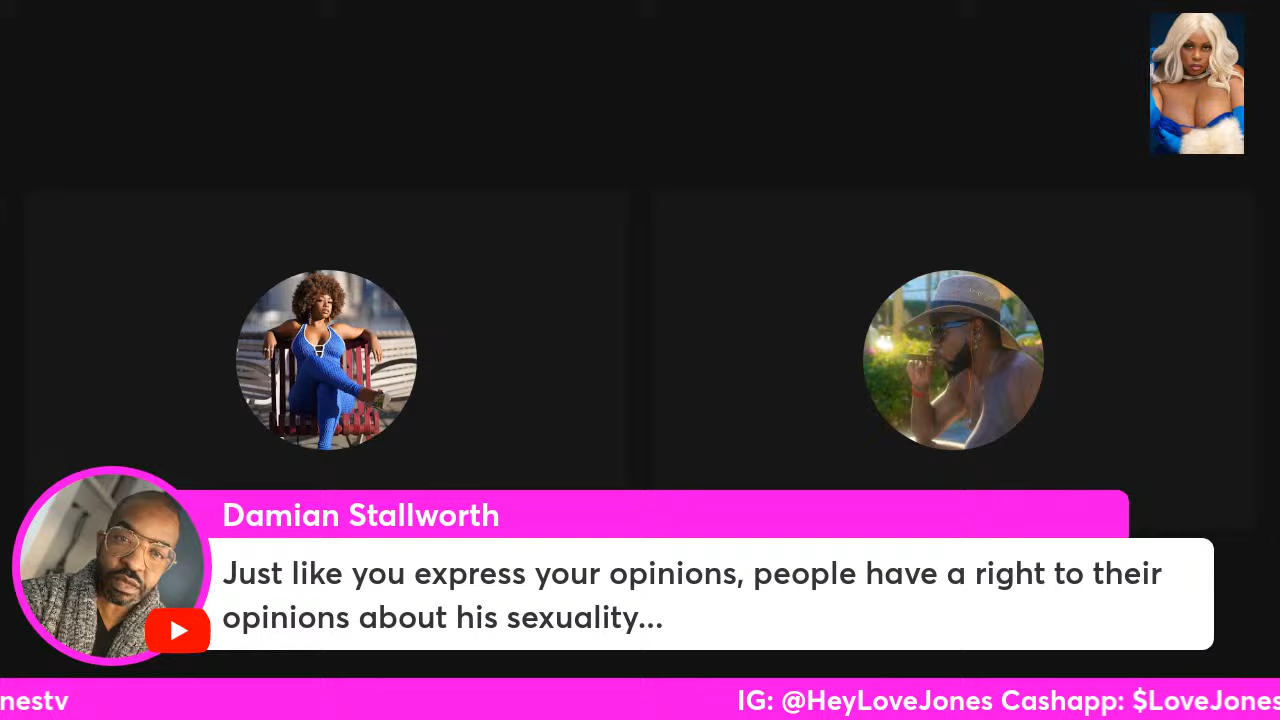 Damian Stallworth
Just like you express your opinions, people have a right to their
opinions about his sexuality...
nestv
IG: @HeyLoveJones Cashapp: $LoveJones